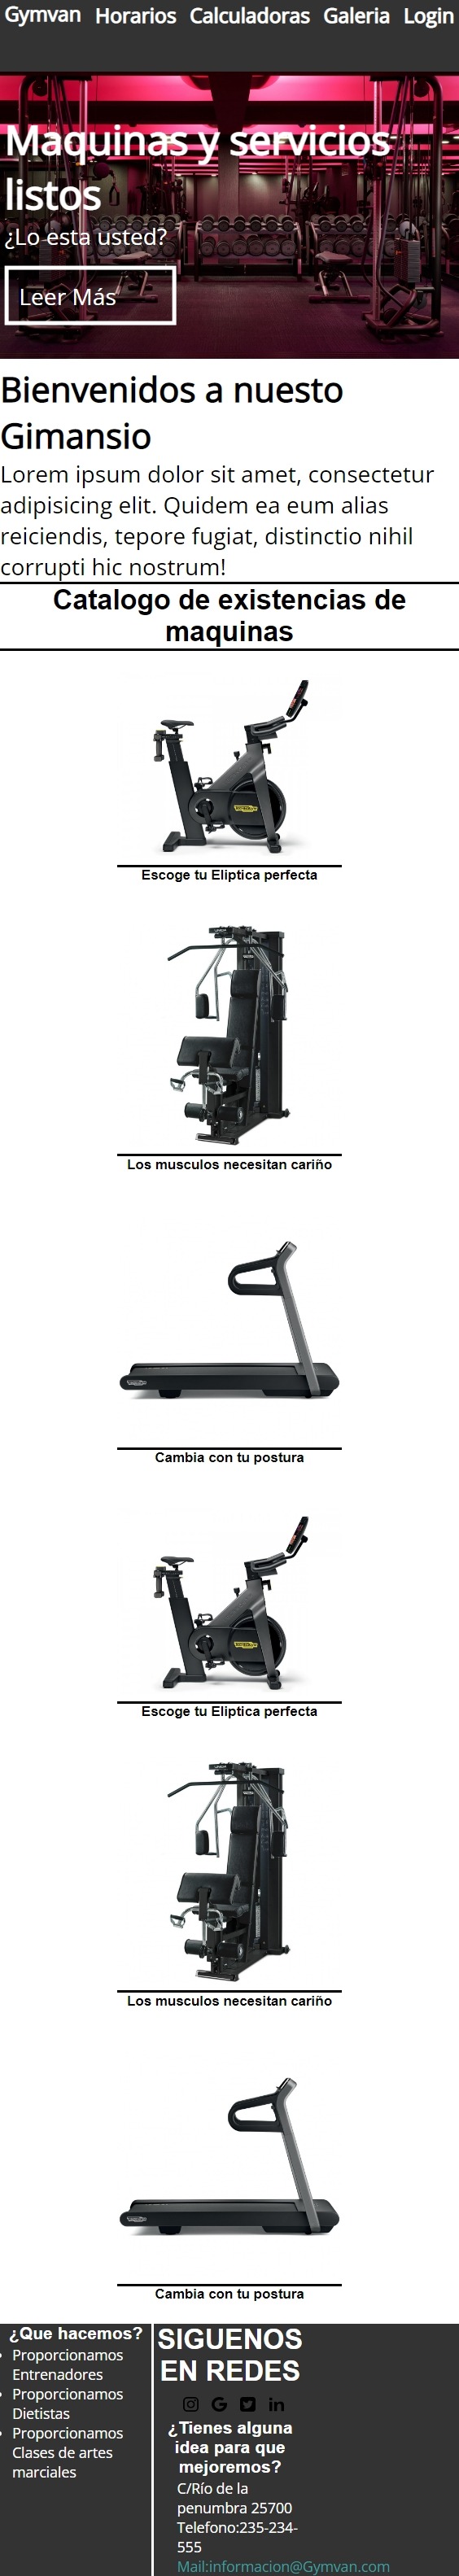 Gymvan Horarios Calculadoras Galeria Login
Maquinas y servicios
listos
¿Lo esta usted?
Leer Más
Bienvenidos a nuesto
Gimansio
Lorem ipsum dolor sit amet, consectetur
adipisicing elit. Quidem ea eum alias
reiciendis, tepore fugiat, distinctio nihil
corrupti hic nostrum!
Catalogo de existencias de
maquinas
Escoge tu Eliptica perfecta
Los musculos necesitan cariño
Cambia con tu postura
Escoge tu Eliptica perfecta
Los musculos necesitan cariño
Cambia con tu postura
¿Que hacemos?
Proporcionamos
Entrenadores
Proporcionamos
Dietistas
Proporcionamos
Clases de artes
marciales
SIGUENOS
EN REDES
¿Tienes alguna
idea para que
mejoremos?
C/Río de la
penumbra 25700
Telefono:235-234-
555
Mail:informacion@Gymvan.com